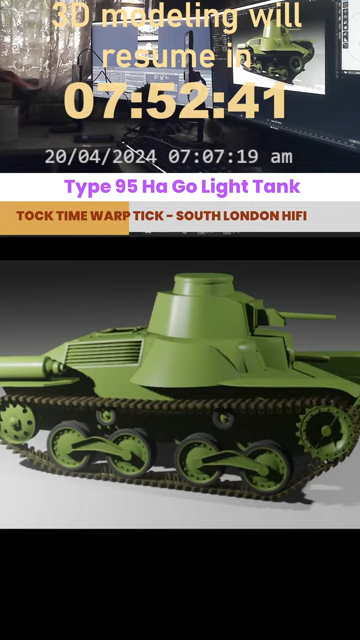 3D modeling will
resume in
07:52:41
20/04/2024 07:07:19 am
Type 95 Ha Go Light Tank
TOCK TIME WARP TICK - SOUTH LONDON HIFI